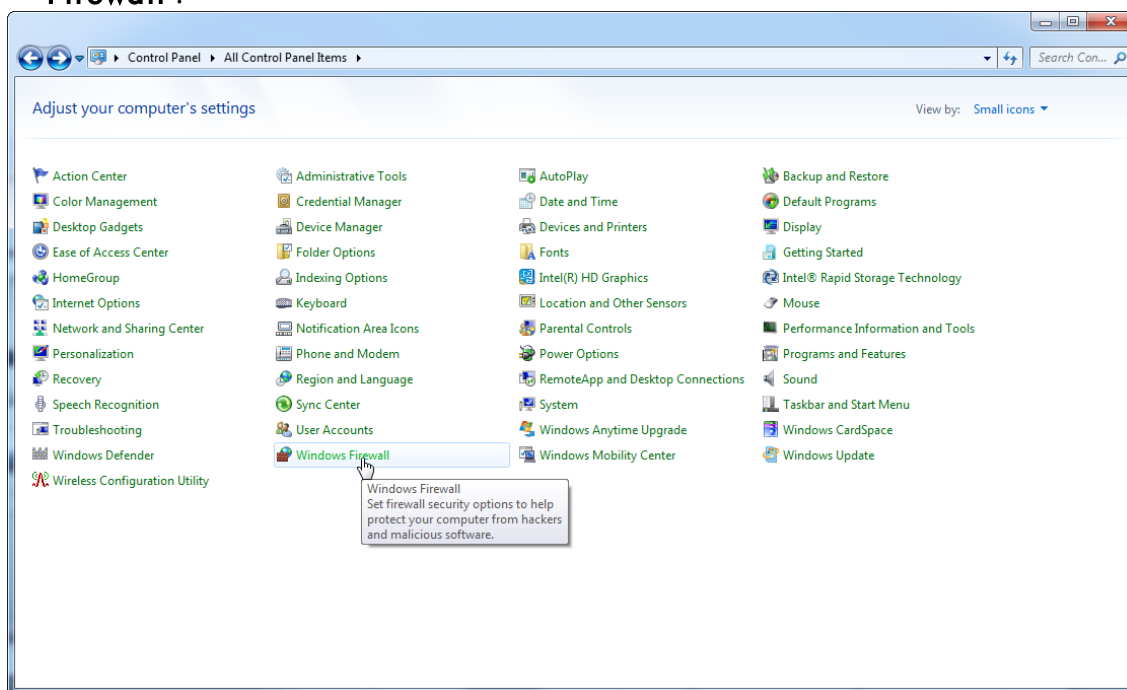 Control Panel ▸ All Control Panel Items ▸
Search Con...
Adjust your computer's settings
View by: Small icons
Action Center
Administrative Tools
AutoPlay
Backup and Restore
Color Management
Credential Manager
Date and Time
Default Programs
Desktop Gadgets
Device Manager
Devices and Printers
Display
Ease of Access Center
Folder Options
Fonts
Getting Started
HomeGroup
Indexing Options
Intel(R) HD Graphics
Intel® Rapid Storage Technology
Internet Options
Keyboard
Location and Other Sensors
Mouse
Network and Sharing Center
Notification Area Icons
Parental Controls
Performance Information and Tools
Personalization
Phone and Modem
Power Options
Programs and Features
Recovery
Region and Language
RemoteApp and Desktop Connections
Sound
Speech Recognition
Sync Center
System
Taskbar and Start Menu
Troubleshooting
User Accounts
Windows Anytime Upgrade
Windows CardSpace
Windows Defender
Windows Firewall
Windows Mobility Center
Windows Update
Wireless Configuration Utility
Windows Firewall
Set firewall security options to help
protect your computer from hackers
and malicious software.